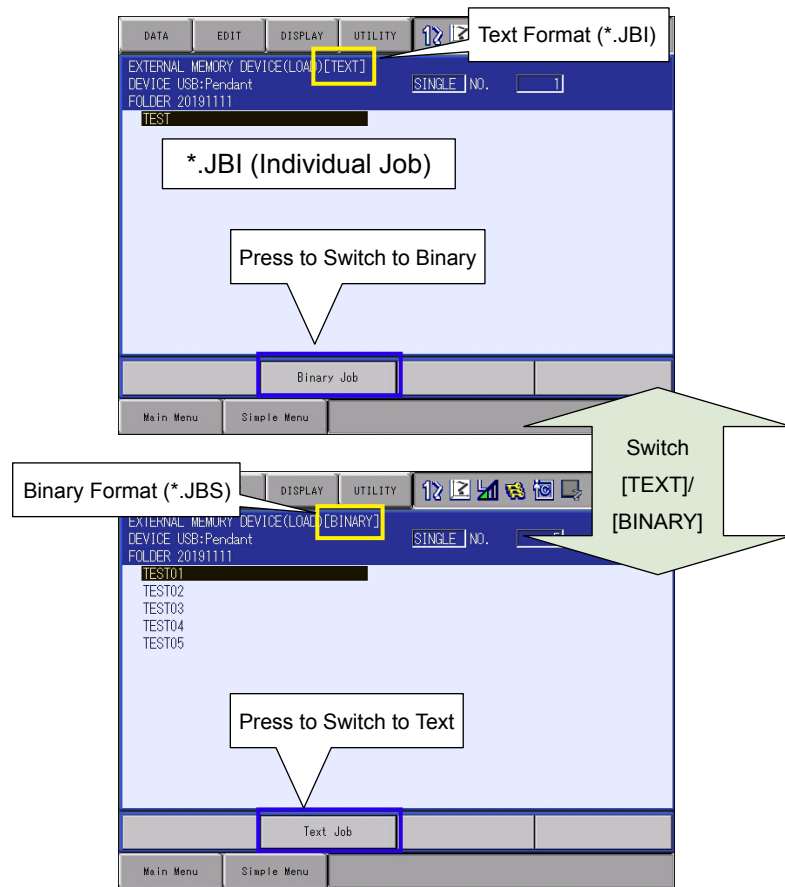 DATA EDIT DISPLAY UTILITY
Text Format (*.JBI)
EXTERNAL MEMORY DEVICE(LOAD)[TEXT]
DEVICE USB:Pendant SINGLE NO. 1
FOLDER 20191111
TEST
*.JBI (Individual Job)
Press to Switch to Binary
Binary Job
Main Menu Simple Menu
Switch
[TEXT]/
[BINARY]
Binary Format (*.JBS)
DISPLAY UTILITY
EXTERNAL MEMORY DEVICE(LOAD)[BINARY]
DEVICE USB:Pendant SINGLE NO.
FOLDER 20191111
TEST01
TEST02
TEST03
TEST04
TEST05
Press to Switch to Text
Text Job
Main Menu Simple Menu